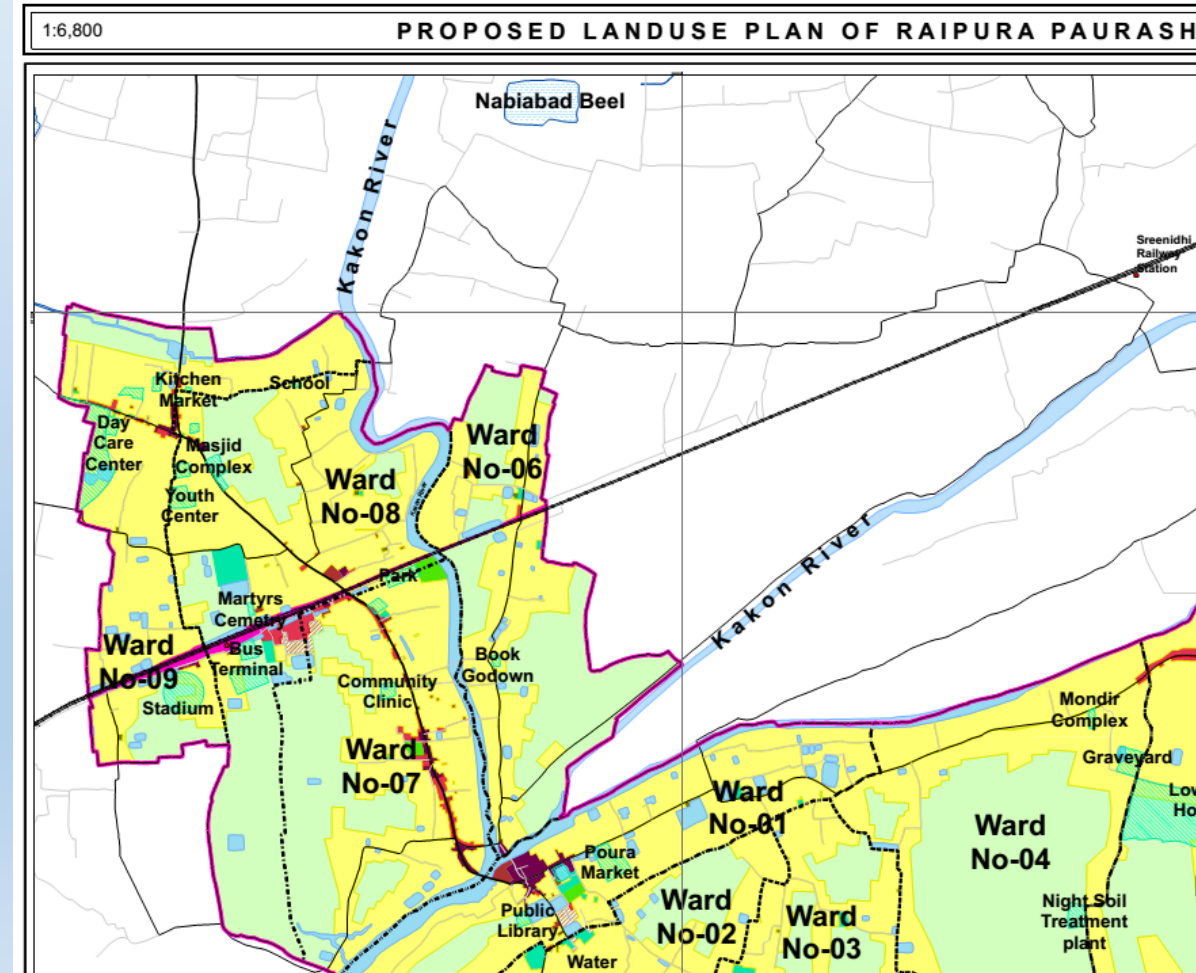 1:6,800
PROPOSED LANDUSE PLAN OF RAIPURA PAURASH
Nabiabad Beel
Kakon River
Sreenidhi
Railway
Station
Kitchen
Market
School
Day
Care
Center
Masjid
Complex
Youth
Center
Ward
No-08
Ward
No-06
Park
Kakon River
Martyrs
Cemetry
Bus
Terminal
Ward
No-09
Stadium
Book
Godown
Community
Clinic
Mondir
Complex
Graveyard
Ward
No-07
Ward
No-01
Low
Ho
Ward
No-04
Poura
Market
Public
Library
Ward
No-02
Ward
No-03
Night Soil
Treatment
plant
Water